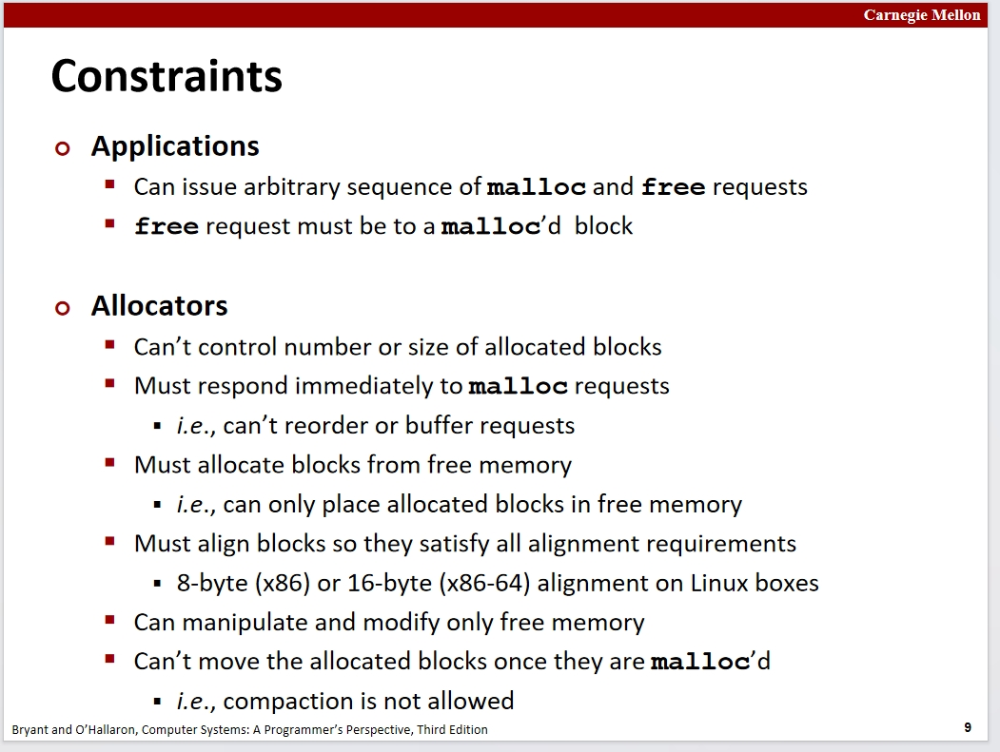 Carnegie Mellon
Constraints
Applications
Can issue arbitrary sequence of malloc and free requests
free request must be to a malloc’d  block
Allocators
Can’t control number or size of allocated blocks
Must respond immediately to malloc requests
i.e., can’t reorder or buffer requests
Must allocate blocks from free memory
i.e., can only place allocated blocks in free memory
Must align blocks so they satisfy all alignment requirements
8-byte (x86) or 16-byte (x86-64) alignment on Linux boxes
Can manipulate and modify only free memory
Can’t move the allocated blocks once they are malloc’d
i.e., compaction is not allowed
Bryant and O’Hallaron, Computer Systems: A Programmer’s Perspective, Third Edition
9